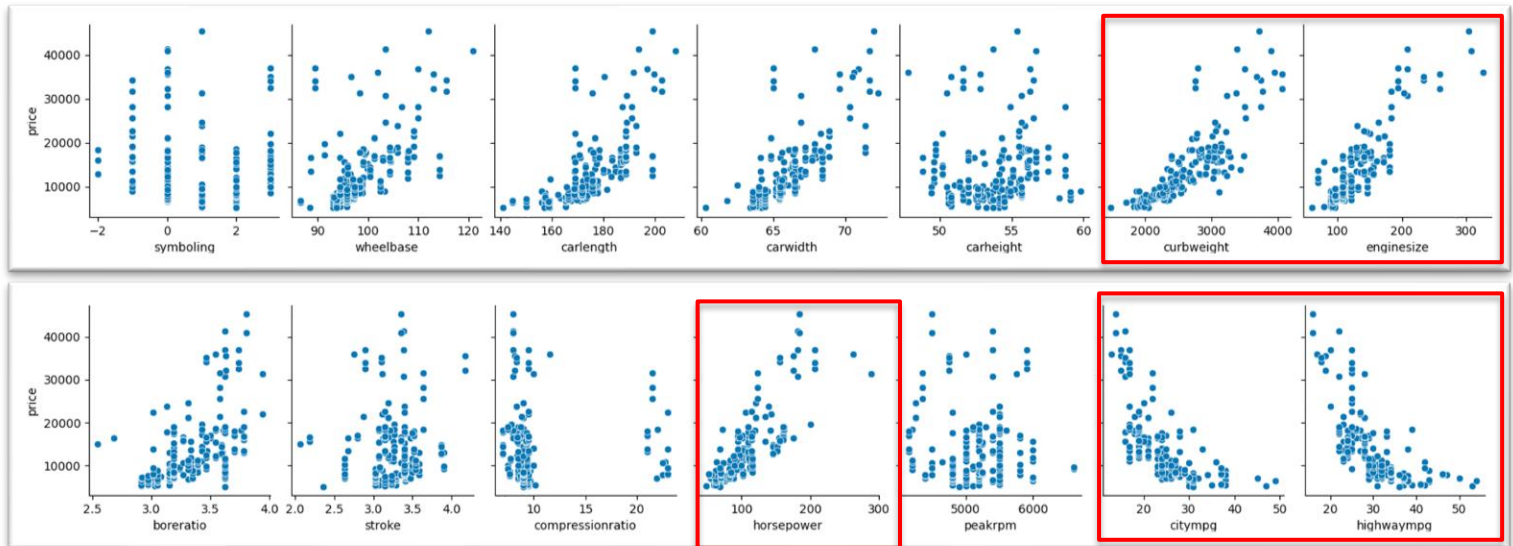 40000
30000
price
20000
10000
−2 0 2
symboling
90 100 110 120
wheelbase
140 160 180 200
carlength
60 65 70
carwidth
50 55 60
carheight
2000 3000 4000
curbweight
100 200 300
enginesize
40000
30000
price
20000
10000
2.5 3.0 3.5 4.0
boreratio
2.0 2.5 3.0 3.5 4.0
stroke
10 15 20
compressionratio
100 200 300
horsepower
5000 6000
peakrpm
20 30 40 50
citympg
20 30 40 50
highwaympg